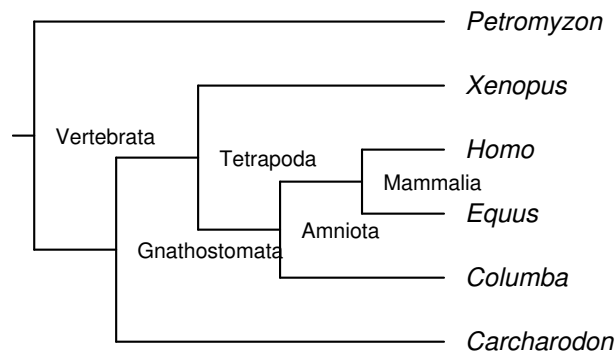 Petromyzon
Xenopus
Vertebrata
Homo
Tetrapoda
Mammalia
Equus
Amniota
Gnathostomata
Columba
Carcharodon